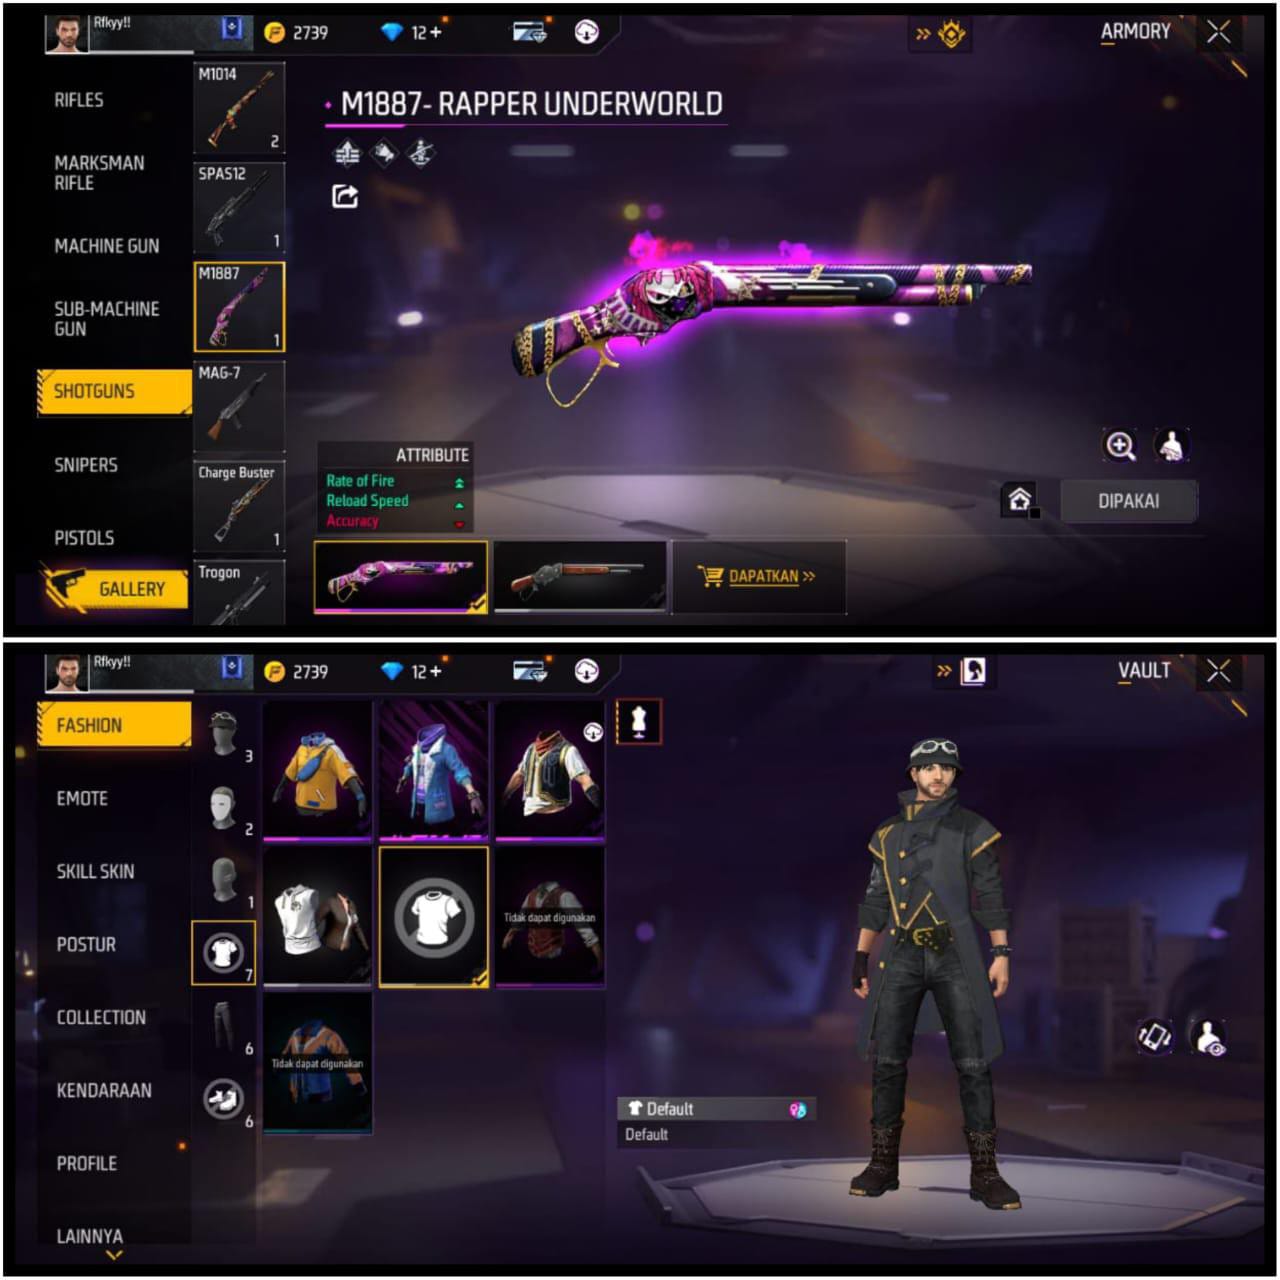 Rfkyy!!
2739
12+
ARMORY
RIFLES
MARKSMAN
RIFLE
MACHINE GUN
SUB-MACHINE
GUN
SHOTGUNS
SNIPERS
PISTOLS
GALLERY
M1014
2
SPAS12
1
M1887
1
MAG-7
Charge Buster
1
Trogon
M1887- RAPPER UNDERWORLD
ATTRIBUTE
Rate of Fire
Reload Speed
Accuracy
DIPAKAI
DAPATKAN >>
Rfkyy!!
2739
12+
VAULT
FASHION
EMOTE
SKILL SKIN
POSTUR
COLLECTION
KENDARAAN
PROFILE
LAINNYA
3
2
1
7
6
6
Tidak dapat digunakan
Tidak dapat digunakan
Default
Default